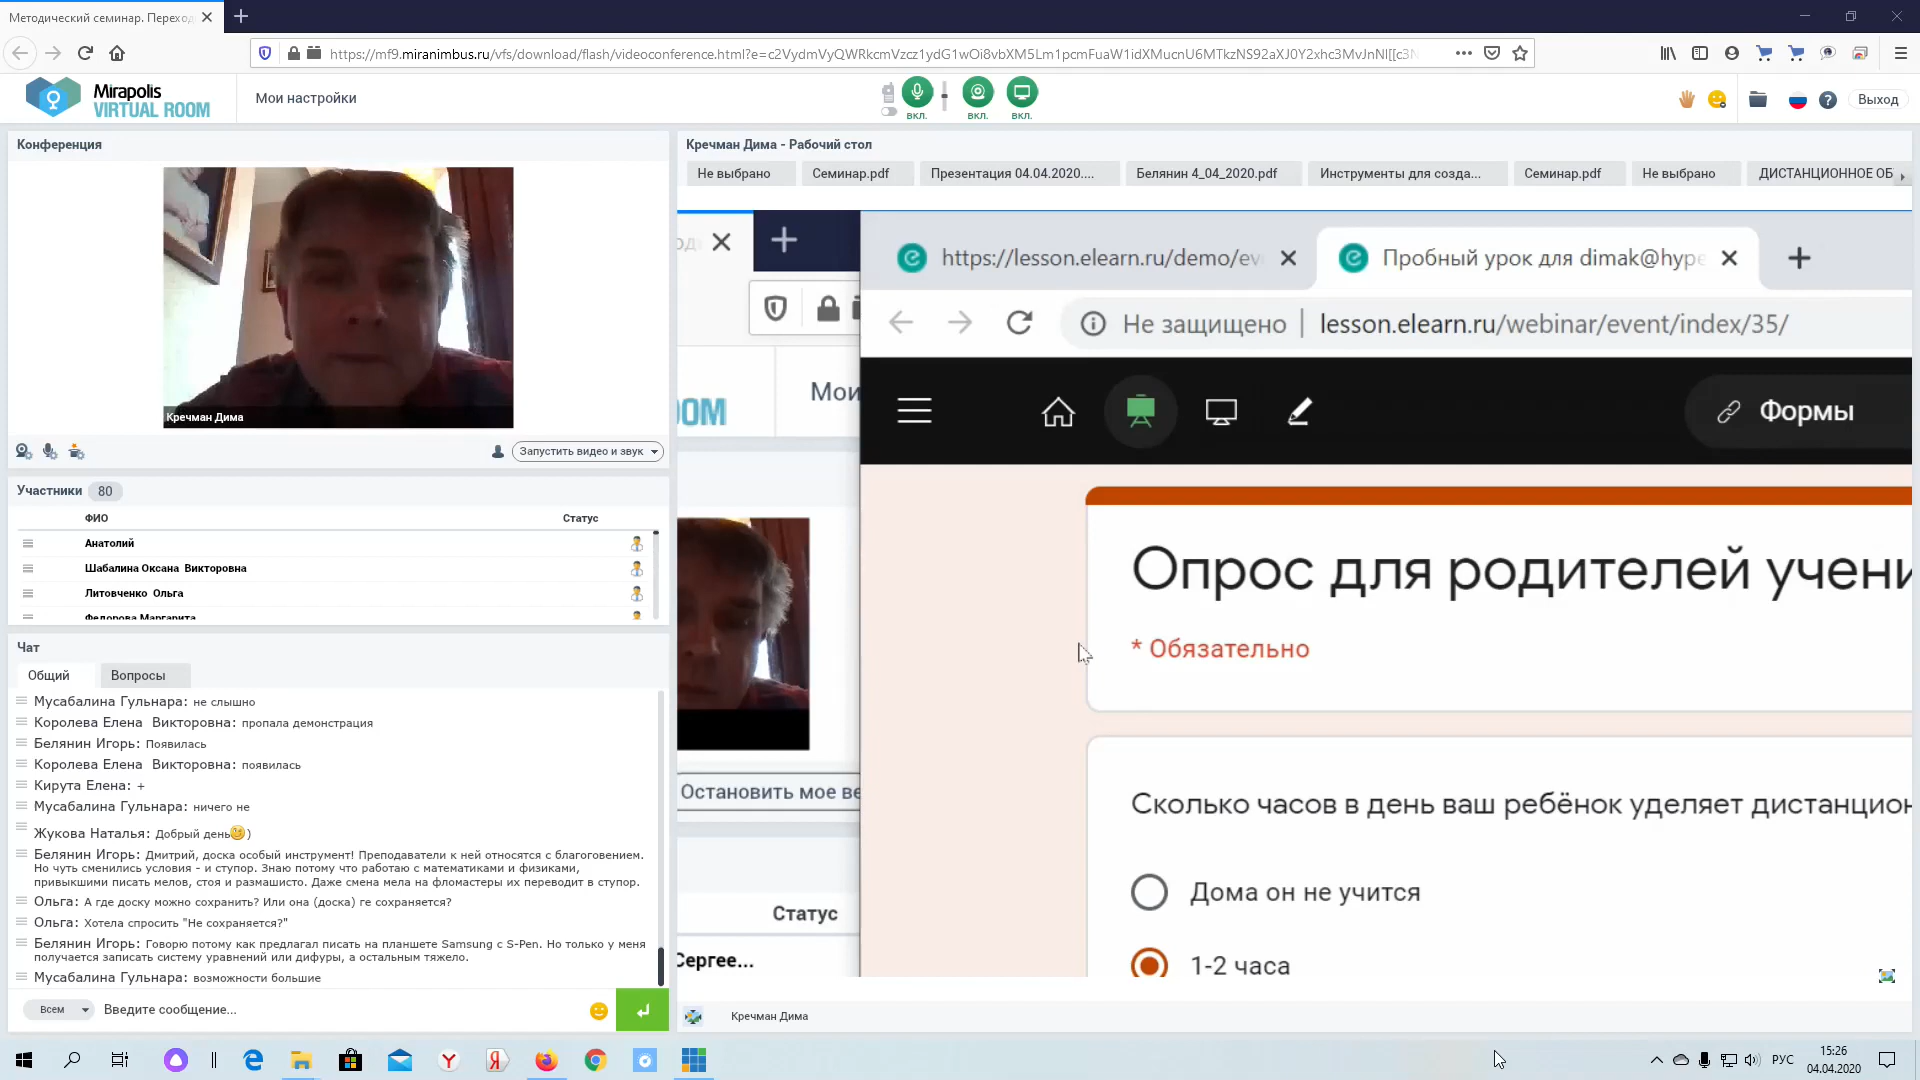 Методический семинар. Переход
https://mf9.miranimbus.ru/vfs/download/flash/videoconference.html?e=
Mirapolis
VIRTUAL ROOM
Мои настройки
вкл.
вкл.
вкл.
Выход
Конференция
Кречман Дима
Запустить видео и звук
Участники 80
ФИО Статус
Анатолий
Шабалина Оксана Викторовна
Литовченко Ольга
Федорова Маргарита
Чат
Общий Вопросы
Мусабалина Гульнара: не слышно
Королева Елена Викторовна: пропала демонстрация
Белянин Игорь: Появилась
Королева Елена Викторовна: появилась
Кирута Елена: +
Мусабалина Гульнара: ничего не
Жукова Наталья: Добрый день )
Белянин Игорь: Дмитрий, доска особый инструмент! Преподаватели к ней относятся с благоговением.
Но чуть сменились условия - и ступор. Знаю потому что работаю с математиками и физиками,
привыкшими писать мелов, стоя и размашисто. Даже смена мела на фломастеры их переводит в ступор.
Ольга: А где доску можно сохранить? Или она (доска) ге сохраняется?
Ольга: Хотела спросить "Не сохраняется?"
Белянин Игорь: Говорю потому как предлагал писать на планшете Samsung с S-Pen. Но только у меня
получается записать систему уравнений или дифуры, а остальным тяжело.
Мусабалина Гульнара: возможности большие
Всем Введите сообщение...
Кречман Дима - Рабочий стол
Не выбрано Семинар.pdf Презентация 04.04.2020.... Белянин 4_04_2020.pdf Инструменты для созда... Семинар.pdf Не выбрано ДИСТАНЦИОННОЕ ОБ
https://lesson.elearn.ru/demo/ev Пробный урок для dimak@hype
Не защищено | lesson.elearn.ru/webinar/event/index/35/
Мои
OOM
Формы
Опрос для родителей учени
* Обязательно
Остановить мое ве
Сколько часов в день ваш ребёнок уделяет дистанцион
Дома он не учится
Статус
Сергее...
1-2 часа
Кречман Дима
РУС
15:26
04.04.2020